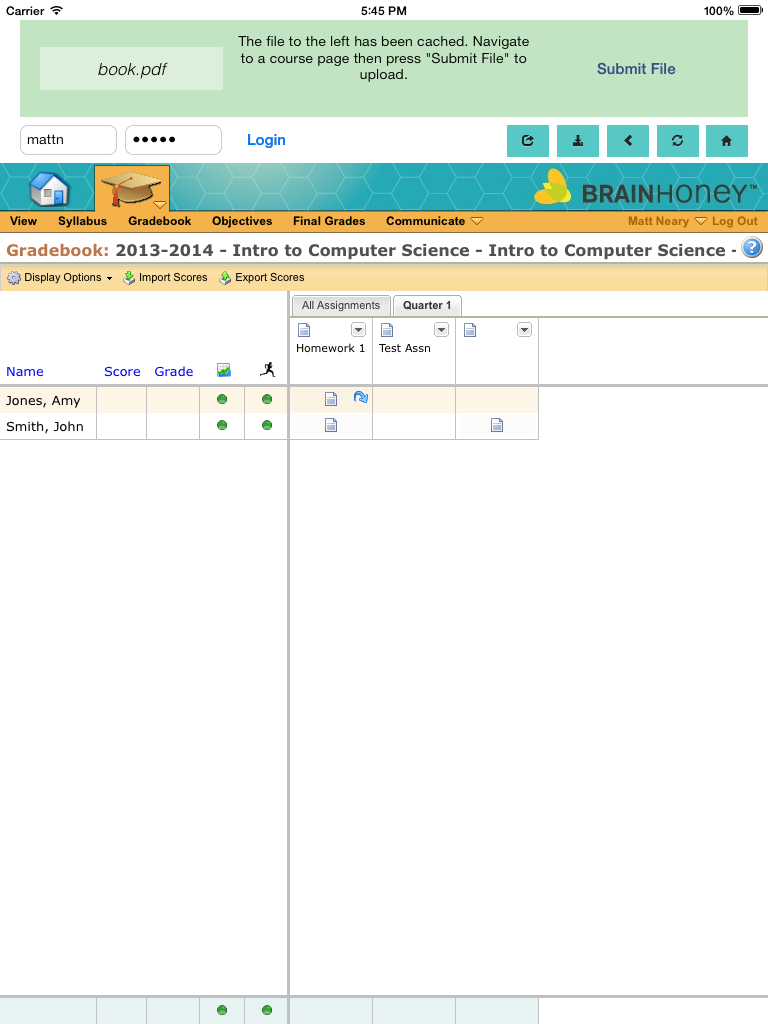 Carrier 5:45 PM 100%
book.pdf
The file to the left has been cached. Navigate
to a course page then press "Submit File" to
upload.
Submit File
mattn ●●●●● Login
BRAINHONEY™
View Syllabus Gradebook Objectives Final Grades Communicate Matt Neary Log Out
Gradebook: 2013-2014 - Intro to Computer Science - Intro to Computer Science - ?
Display Options Import Scores Export Scores
All Assignments Quarter 1
Homework 1 Test Assn
Name Score Grade
Jones, Amy
Smith, John